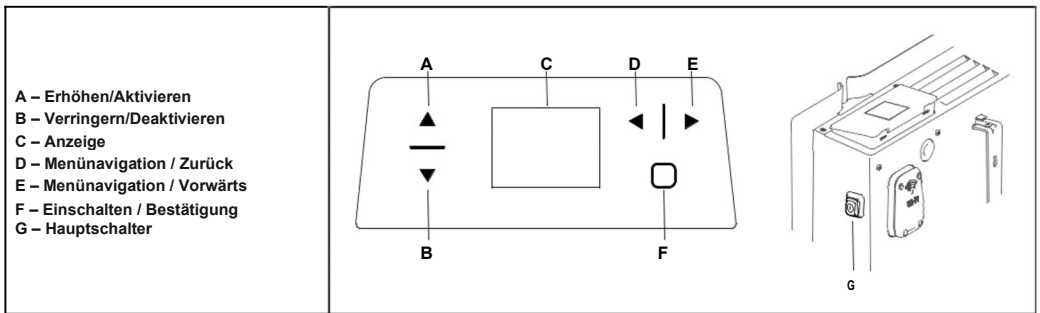 A – Erhöhen/Aktivieren
B – Verringern/Deaktivieren
C – Anzeige
D – Menünavigation / Zurück
E – Menünavigation / Vorwärts
F – Einschalten / Bestätigung
G – Hauptschalter
A
C
D
E
B
F
G